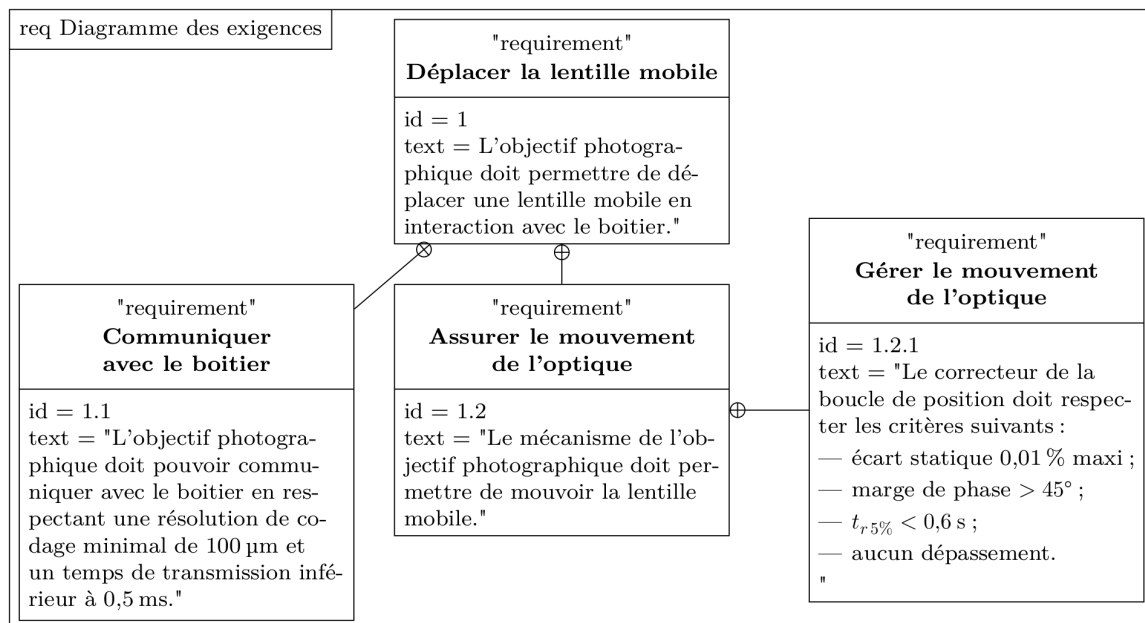 req Diagramme des exigences
"requirement"
Déplacer la lentille mobile
id = 1
text = L'objectif photogra-
phique doit permettre de dé-
placer une lentille mobile en
interaction avec le boitier."
"requirement"
Communiquer
avec le boitier
id = 1.1
text = "L'objectif photogra-
phique doit pouvoir commu-
niquer avec le boitier en res-
pectant une résolution de co-
dage minimal de 100 µm et
un temps de transmission infé-
rieur à 0,5 ms."
"requirement"
Assurer le mouvement
de l'optique
id = 1.2
text = "Le mécanisme de l'ob-
jectif photographique doit per-
mettre de mouvoir la lentille
mobile."
"requirement"
Gérer le mouvement
de l'optique
id = 1.2.1
text = "Le correcteur de la
boucle de position doit respec-
ter les critères suivants :
— écart statique 0,01 % maxi ;
— marge de phase > 45° ;
— t_{r 5%} < 0,6 s ;
— aucun dépassement.
"